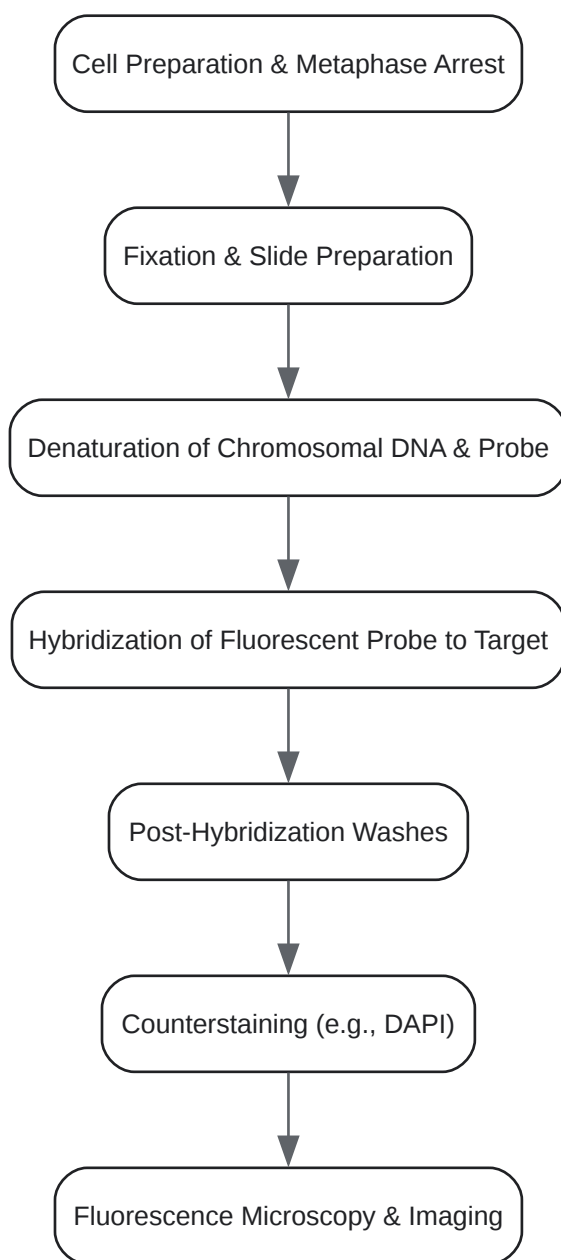 Cell Preparation & Metaphase Arrest
Fixation & Slide Preparation
Denaturation of Chromosomal DNA & Probe
Hybridization of Fluorescent Probe to Target
Post-Hybridization Washes
Counterstaining (e.g., DAPI)
Fluorescence Microscopy & Imaging